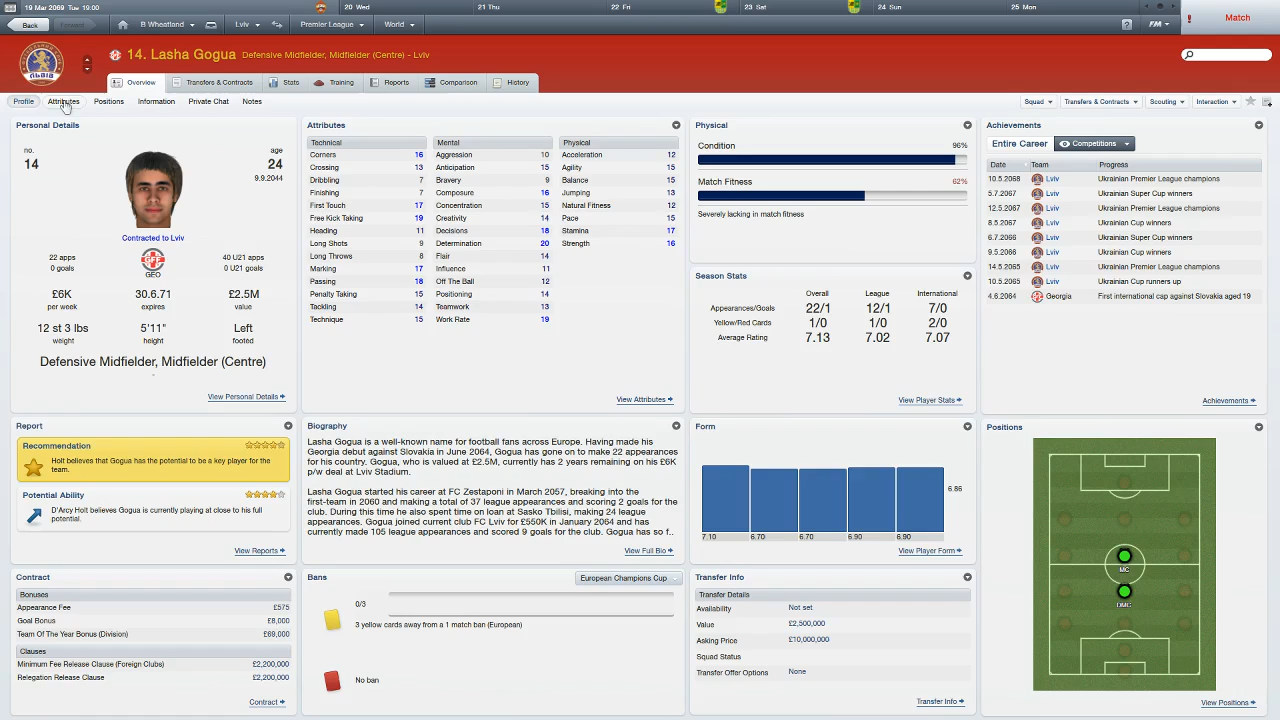 19 Mar 2069 Tue 19:00
20 Wed
21 Thu
22 Fri
23 Sat
24 Sun
25 Mon
Match
Back
Forward
B Wheatland
Lviv
Premier League
World
?
FM
14. Lasha Gogua Defensive Midfielder, Midfielder (Centre) - Lviv
Overview
Transfers & Contracts
Stats
Training
Reports
Comparison
History
Profile
Attributes
Positions
Information
Private Chat
Notes
Squad
Transfers & Contracts
Scouting
Interaction
Personal Details
no.
14
age
24
9.9.2044
Contracted to Lviv
22 apps
0 goals
GFF
GEO
40 U21 apps
0 U21 goals
£6K
per week
30.6.71
expires
£2.5M
value
12 st 3 lbs
weight
5'11"
height
Left
footed
Defensive Midfielder, Midfielder (Centre)
-
View Personal Details
Attributes
Technical
Corners 16
Crossing 13
Dribbling 7
Finishing 7
First Touch 17
Free Kick Taking 19
Heading 11
Long Shots 9
Long Throws 8
Marking 17
Passing 18
Penalty Taking 15
Tackling 14
Technique 15
Mental
Aggression 10
Anticipation 15
Bravery 9
Composure 16
Concentration 15
Creativity 14
Decisions 18
Determination 20
Flair 14
Influence 11
Off The Ball 12
Positioning 14
Teamwork 13
Work Rate 19
Physical
Acceleration 12
Agility 15
Balance 15
Jumping 13
Natural Fitness 12
Pace 15
Stamina 17
Strength 16
View Attributes
Physical
Condition 96%
Match Fitness 62%
Severely lacking in match fitness
Season Stats
Overall League International
Appearances/Goals 22/1 12/1 7/0
Yellow/Red Cards 1/0 1/0 2/0
Average Rating 7.13 7.02 7.07
View Player Stats
Achievements
Entire Career
Competitions
Date Team Progress
10.5.2068 Lviv Ukrainian Premier League champions
5.7.2067 Lviv Ukrainian Super Cup winners
12.5.2067 Lviv Ukrainian Premier League champions
8.5.2067 Lviv Ukrainian Cup winners
6.7.2066 Lviv Ukrainian Super Cup winners
9.5.2066 Lviv Ukrainian Cup winners
14.5.2065 Lviv Ukrainian Premier League champions
10.5.2065 Lviv Ukrainian Cup runners up
4.6.2064 Georgia First international cap against Slovakia aged 19
Achievements
Report
Recommendation
Holt believes that Gogua has the potential to be a key player for the
team.
Potential Ability
D'Arcy Holt believes Gogua is currently playing at close to his full
potential.
View Reports
Biography
Lasha Gogua is a well-known name for football fans across Europe. Having made his
Georgia debut against Slovakia in June 2064, Gogua has gone on to make 22 appearances
for his country. Gogua, who is valued at £2.5M, currently has 2 years remaining on his £6K
p/w deal at Lviv Stadium.
Lasha Gogua started his career at FC Zestaponi in March 2057, breaking into the
first-team in 2060 and making a total of 37 league appearances and scoring 2 goals for the
club. During this time he also spent time on loan at Sasko Tbilisi, making 24 league
appearances. Gogua joined current club FC Lviv for £550K in January 2064 and has
currently made 105 league appearances and scored 9 goals for the club. Gogua has so f..
View Full Bio
Form
6.86
7.10
6.70
6.70
6.90
6.90
View Player Form
Positions
MC
DMC
View Positions
Contract
Bonuses
Appearance Fee £575
Goal Bonus £8,000
Team Of The Year Bonus (Division) £69,000
Clauses
Minimum Fee Release Clause (Foreign Clubs) £2,200,000
Relegation Release Clause £2,200,000
Contract
Bans
European Champions Cup
0/3
3 yellow cards away from a 1 match ban (European)
No ban
Transfer Info
Transfer Details
Availability Not set
Value £2,500,000
Asking Price £10,000,000
Squad Status
Transfer Offer Options None
Transfer Info